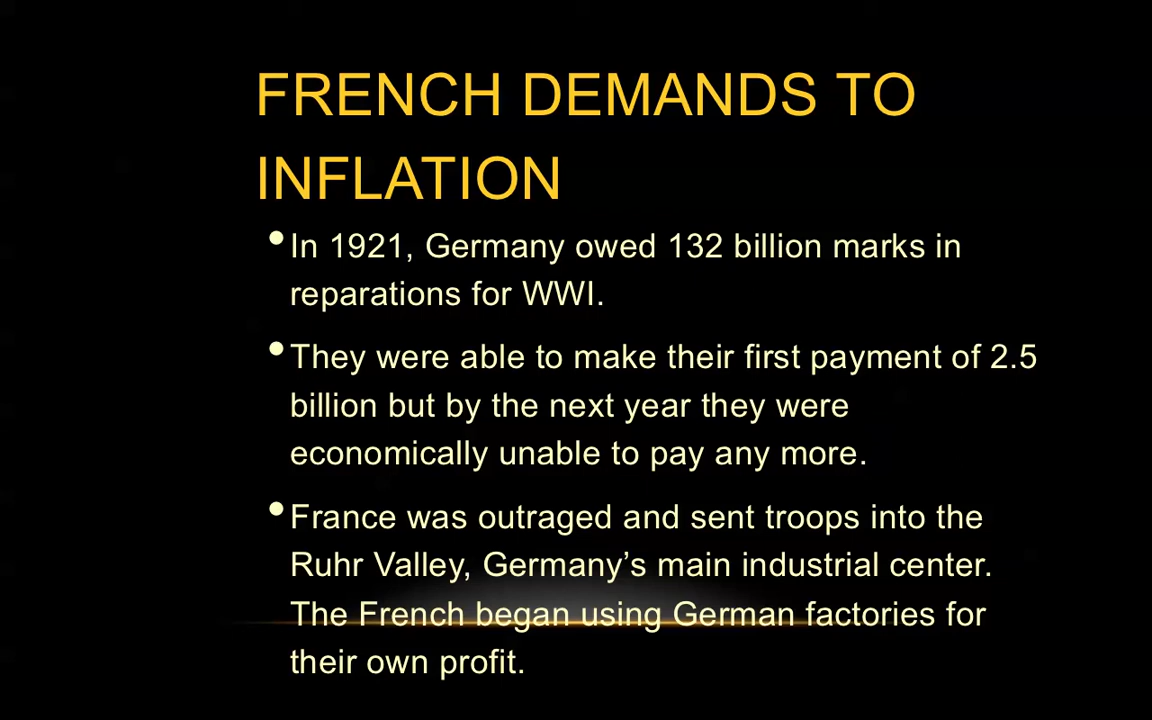 FRENCH DEMANDS TO
INFLATION
•In 1921, Germany owed 132 billion marks in
reparations for WWI.
•They were able to make their first payment of 2.5
billion but by the next year they were
economically unable to pay any more.
•France was outraged and sent troops into the
Ruhr Valley, Germany’s main industrial center.
The French began using German factories for
their own profit.